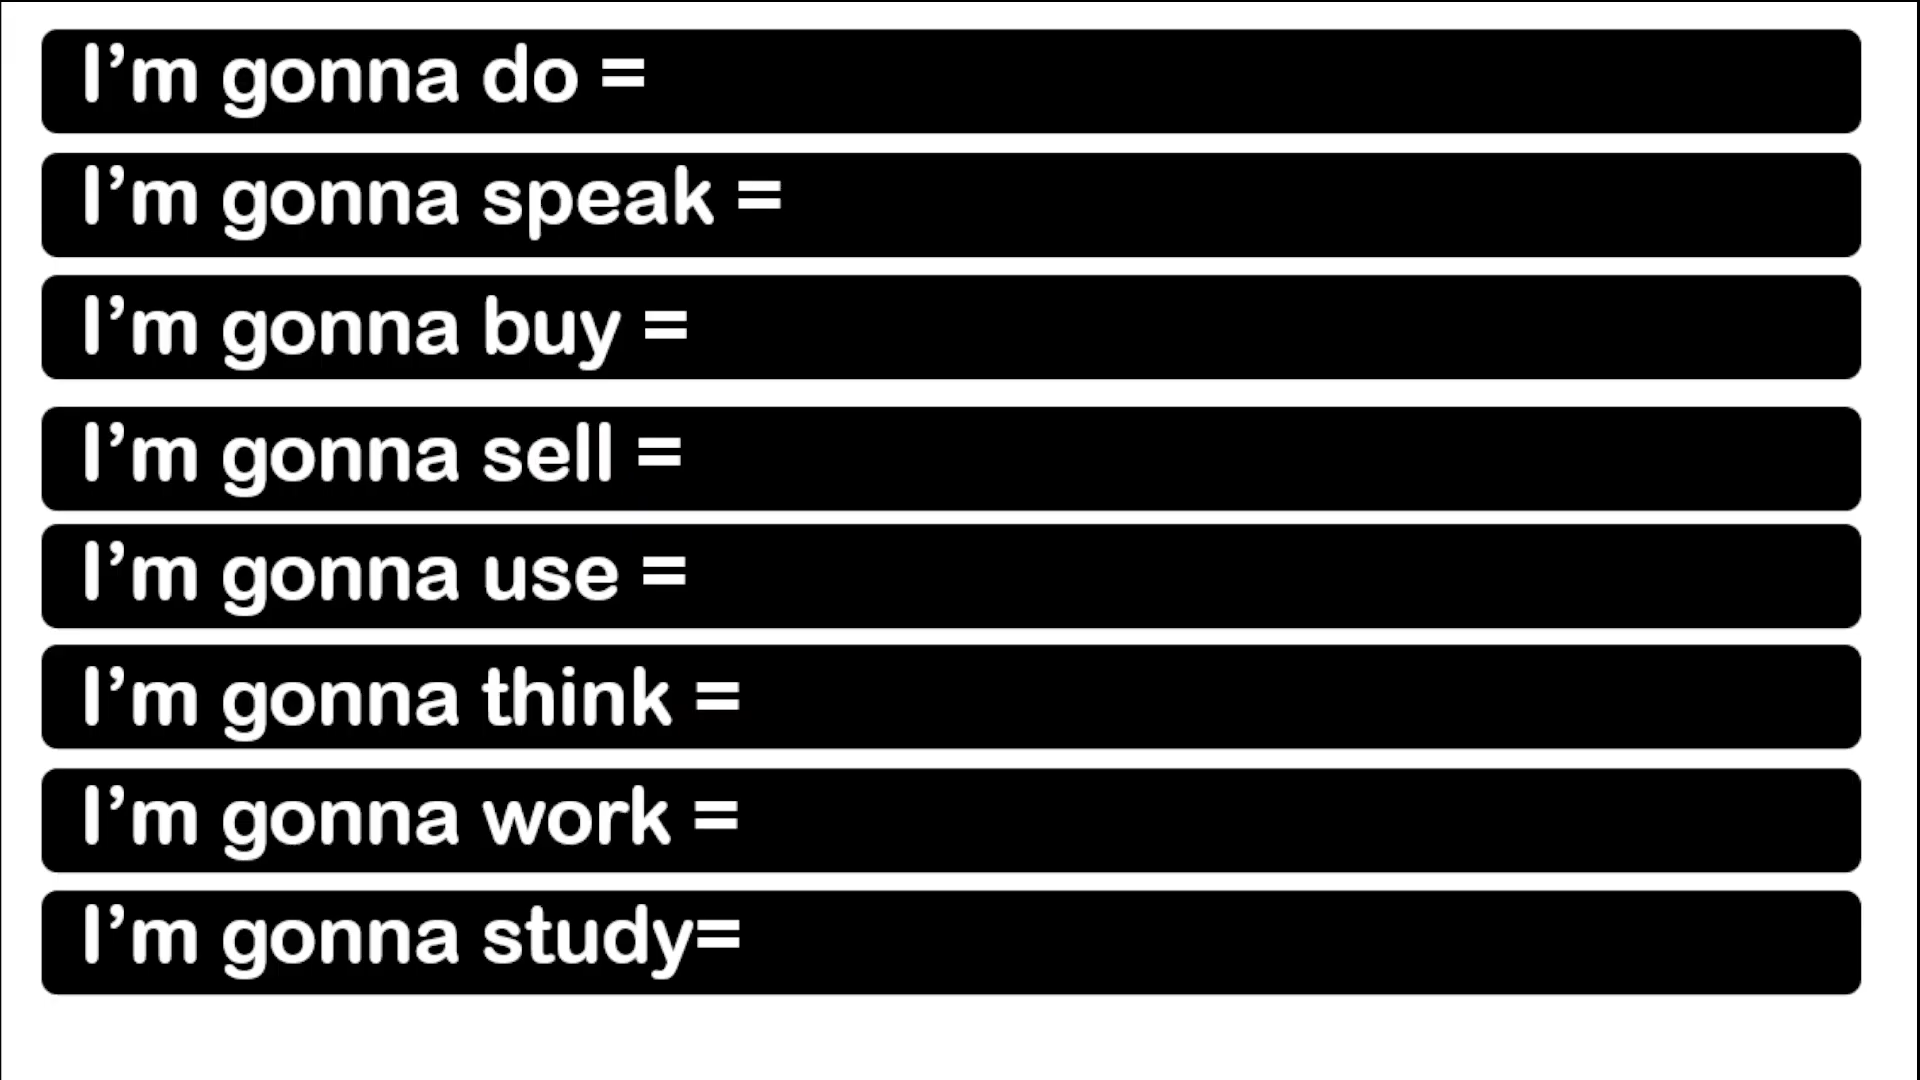 I’m gonna do =
I’m gonna speak =
I’m gonna buy =
I’m gonna sell =
I’m gonna use =
I’m gonna think =
I’m gonna work =
I’m gonna study=